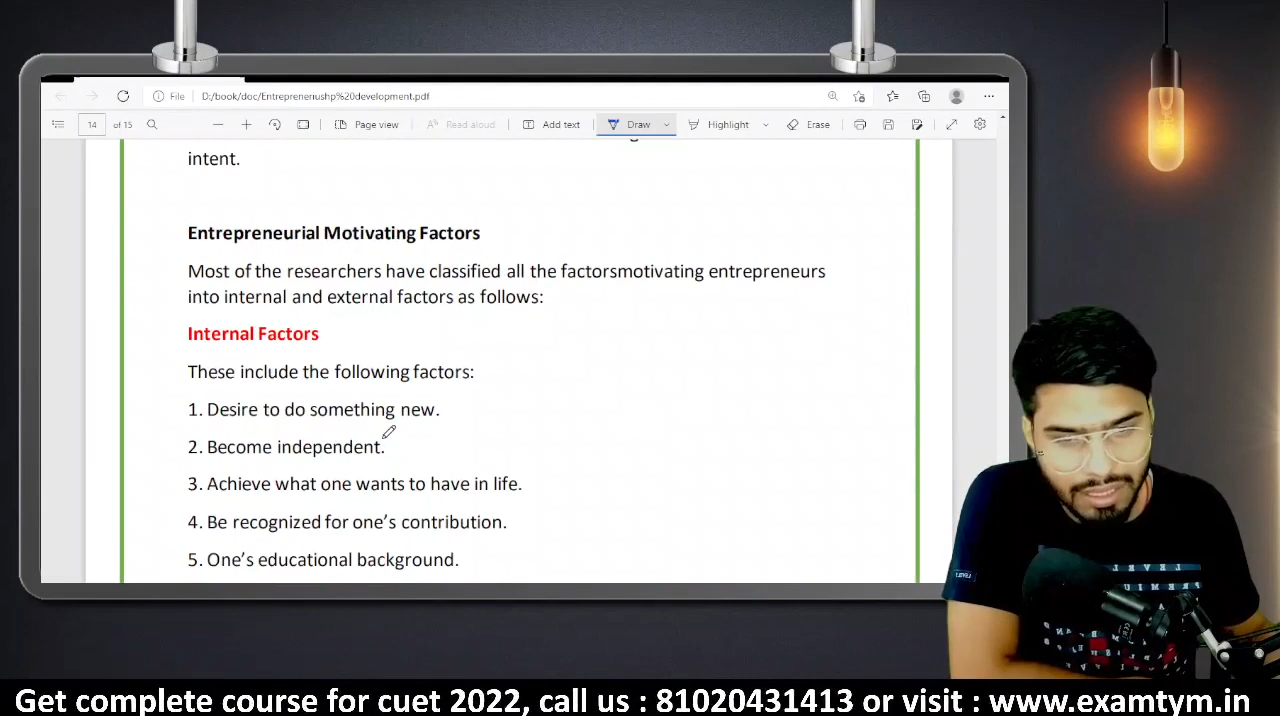 File
D:/book/doc/Entrepreneriushp%20development.pdf
14 of 15
Page view
Read aloud
Add text
Draw
Highlight
Erase
intent.
Entrepreneurial Motivating Factors
Most of the researchers have classified all the factorsmotivating entrepreneurs
into internal and external factors as follows:
Internal Factors
These include the following factors:
1. Desire to do something new.
2. Become independent.
3. Achieve what one wants to have in life.
4. Be recognized for one’s contribution.
5. One’s educational background.
Get complete course for cuet 2022, call us : 81020431413 or visit : www.examtym.in